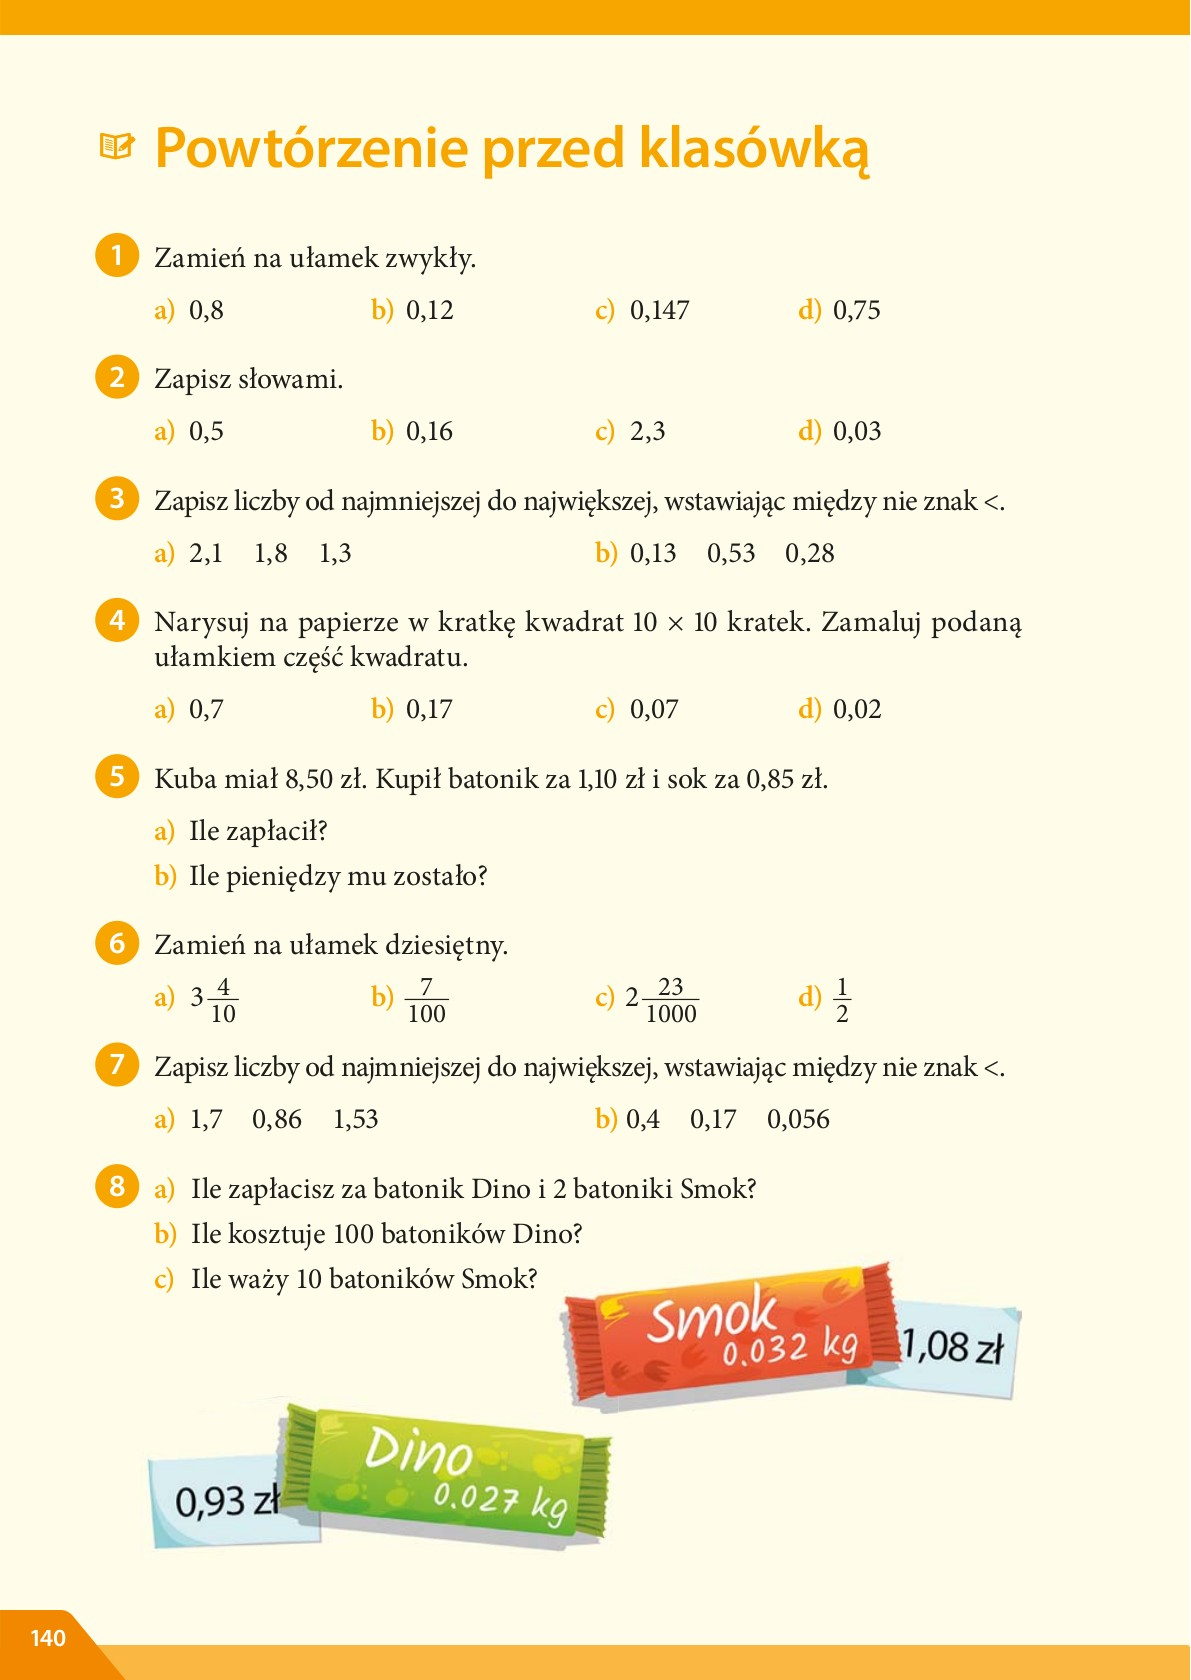 Powtórzenie przed klasówką
1 Zamień na ułamek zwykły.
a) 0,8 b) 0,12 c) 0,147 d) 0,75
2 Zapisz słowami.
a) 0,5 b) 0,16 c) 2,3 d) 0,03
3 Zapisz liczby od najmniejszej do największej, wstawiając między nie znak <.
a) 2,1 1,8 1,3 b) 0,13 0,53 0,28
4 Narysuj na papierze w kratkę kwadrat 10 × 10 kratek. Zamaluj podaną
ułamkiem część kwadratu.
a) 0,7 b) 0,17 c) 0,07 d) 0,02
5 Kuba miał 8,50 zł. Kupił batonik za 1,10 zł i sok za 0,85 zł.
a) Ile zapłacił?
b) Ile pieniędzy mu zostało?
6 Zamień na ułamek dziesiętny.
a) 3 4/10 b) 7/100 c) 2 23/1000 d) 1/2
7 Zapisz liczby od najmniejszej do największej, wstawiając między nie znak <.
a) 1,7 0,86 1,53 b) 0,4 0,17 0,056
8 a) Ile zapłacisz za batonik Dino i 2 batoniki Smok?
b) Ile kosztuje 100 batoników Dino?
c) Ile waży 10 batoników Smok?
Smok
0.032 kg
1,08 zł
Dino
0.027 kg
0,93 zł
140